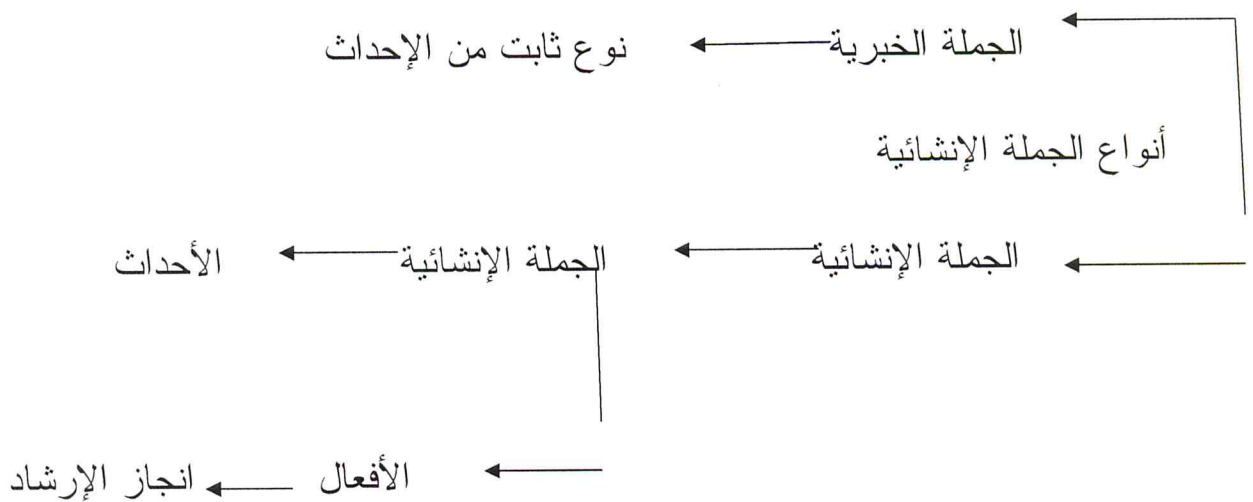 الجملة الخبرية نوع ثابت من الإحداث
أنواع الجملة الإنشائية
الجملة الإنشائية الجملة الإنشائية الأحداث
الأفعال انجاز الإرشاد